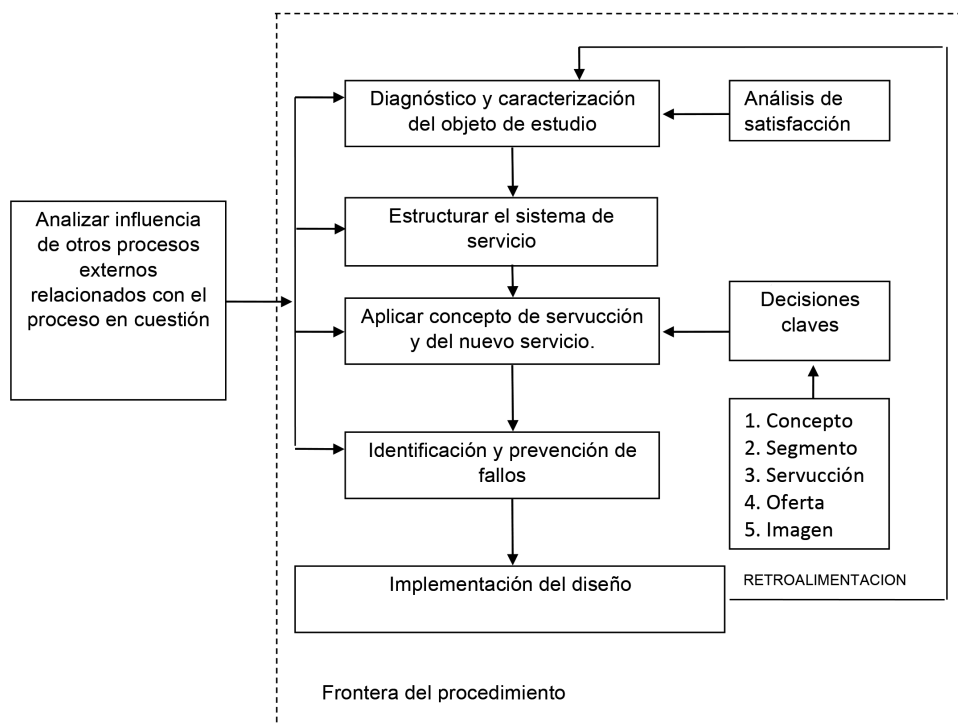 Diagnóstico y caracterización
del objeto de estudio
Análisis de
satisfacción
Analizar influencia
de otros procesos
externos
relacionados con el
proceso en cuestión
Estructurar el sistema de
servicio
Aplicar concepto de servucción
y del nuevo servicio.
Decisiones
claves
1. Concepto
2. Segmento
3. Servucción
4. Oferta
5. Imagen
Identificación y prevención de
fallos
Implementación del diseño
RETROALIMENTACION
Frontera del procedimiento